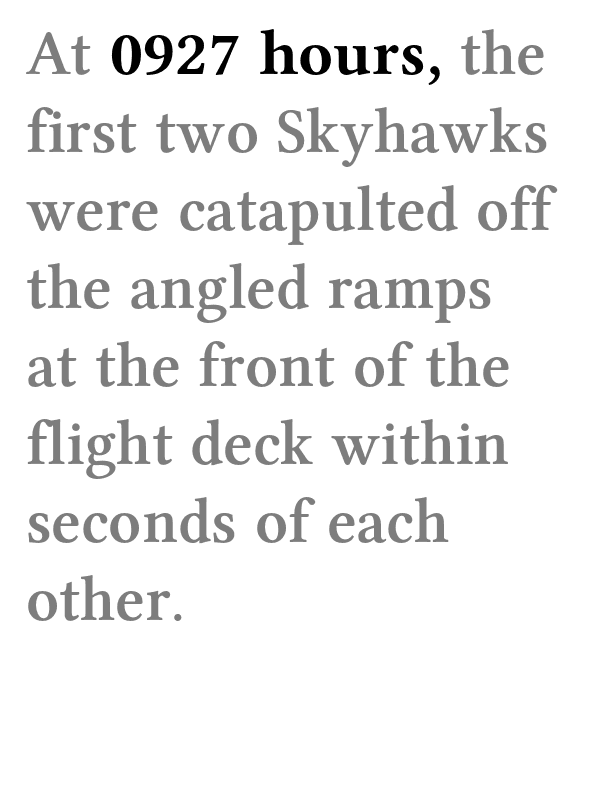 At 0927 hours, the
first two Skyhawks
were catapulted off
the angled ramps
at the front of the
flight deck within
seconds of each
other.